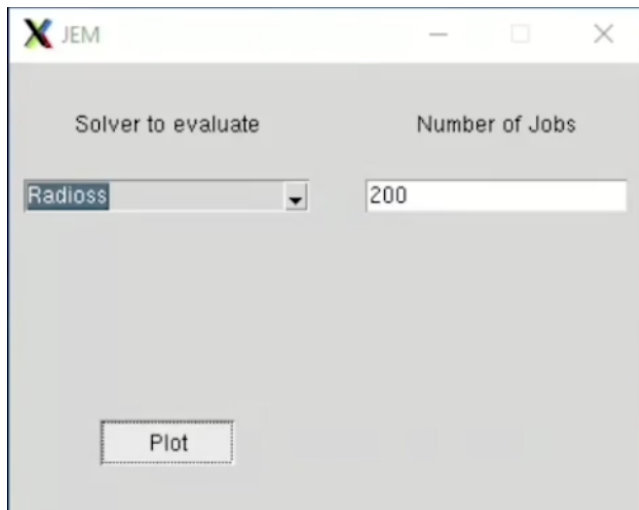 JEM
Solver to evaluate
Number of Jobs
Radioss
200
Plot